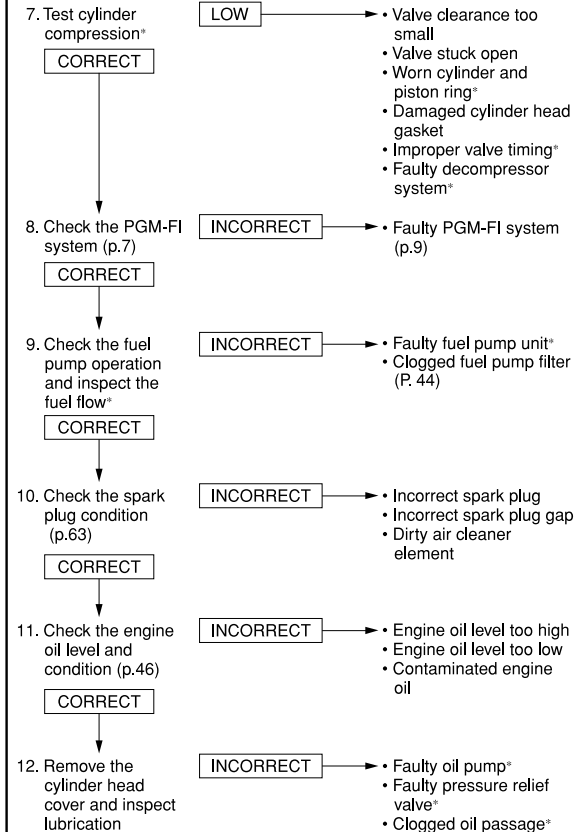 7. Test cylinder
compression*
CORRECT
LOW
• Valve clearance too
small
• Valve stuck open
• Worn cylinder and
piston ring*
• Damaged cylinder head
gasket
• Improper valve timing*
• Faulty decompressor
system*
8. Check the PGM-FI
system (p.7)
CORRECT
INCORRECT
• Faulty PGM-FI system
(p.9)
9. Check the fuel
pump operation
and inspect the
fuel flow*
CORRECT
INCORRECT
• Faulty fuel pump unit*
• Clogged fuel pump filter
(P. 44)
10. Check the spark
plug condition
(p.63)
CORRECT
INCORRECT
• Incorrect spark plug
• Incorrect spark plug gap
• Dirty air cleaner
element
11. Check the engine
oil level and
condition (p.46)
CORRECT
INCORRECT
• Engine oil level too high
• Engine oil level too low
• Contaminated engine
oil
12. Remove the
cylinder head
cover and inspect
lubrication
INCORRECT
• Faulty oil pump*
• Faulty pressure relief
valve*
• Clogged oil passage*